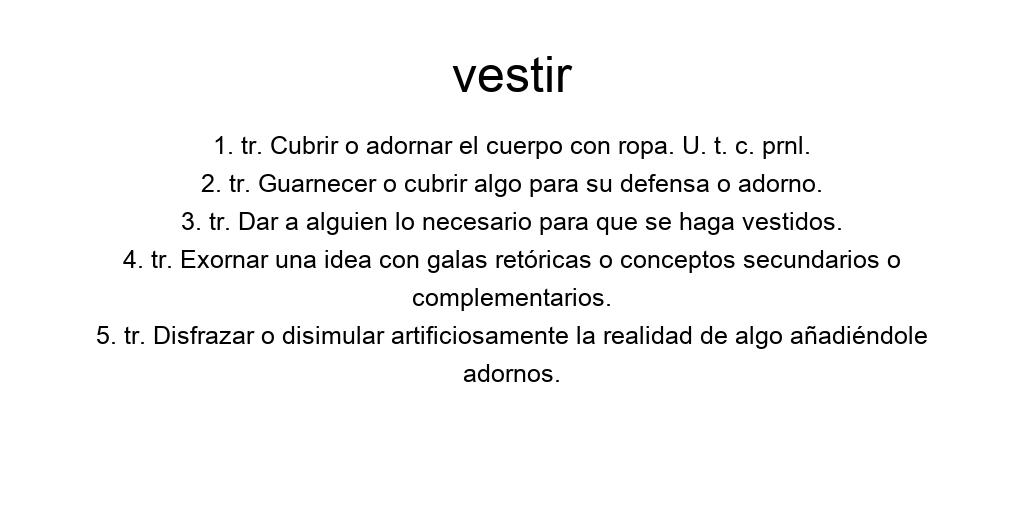 vestir
1. tr. Cubrir o adornar el cuerpo con ropa. U. t. c. prnl.
2. tr. Guarnecer o cubrir algo para su defensa o adorno.
3. tr. Dar a alguien lo necesario para que se haga vestidos.
4. tr. Exornar una idea con galas retóricas o conceptos secundarios o
complementarios.
5. tr. Disfrazar o disimular artificiosamente la realidad de algo añadiéndole
adornos.